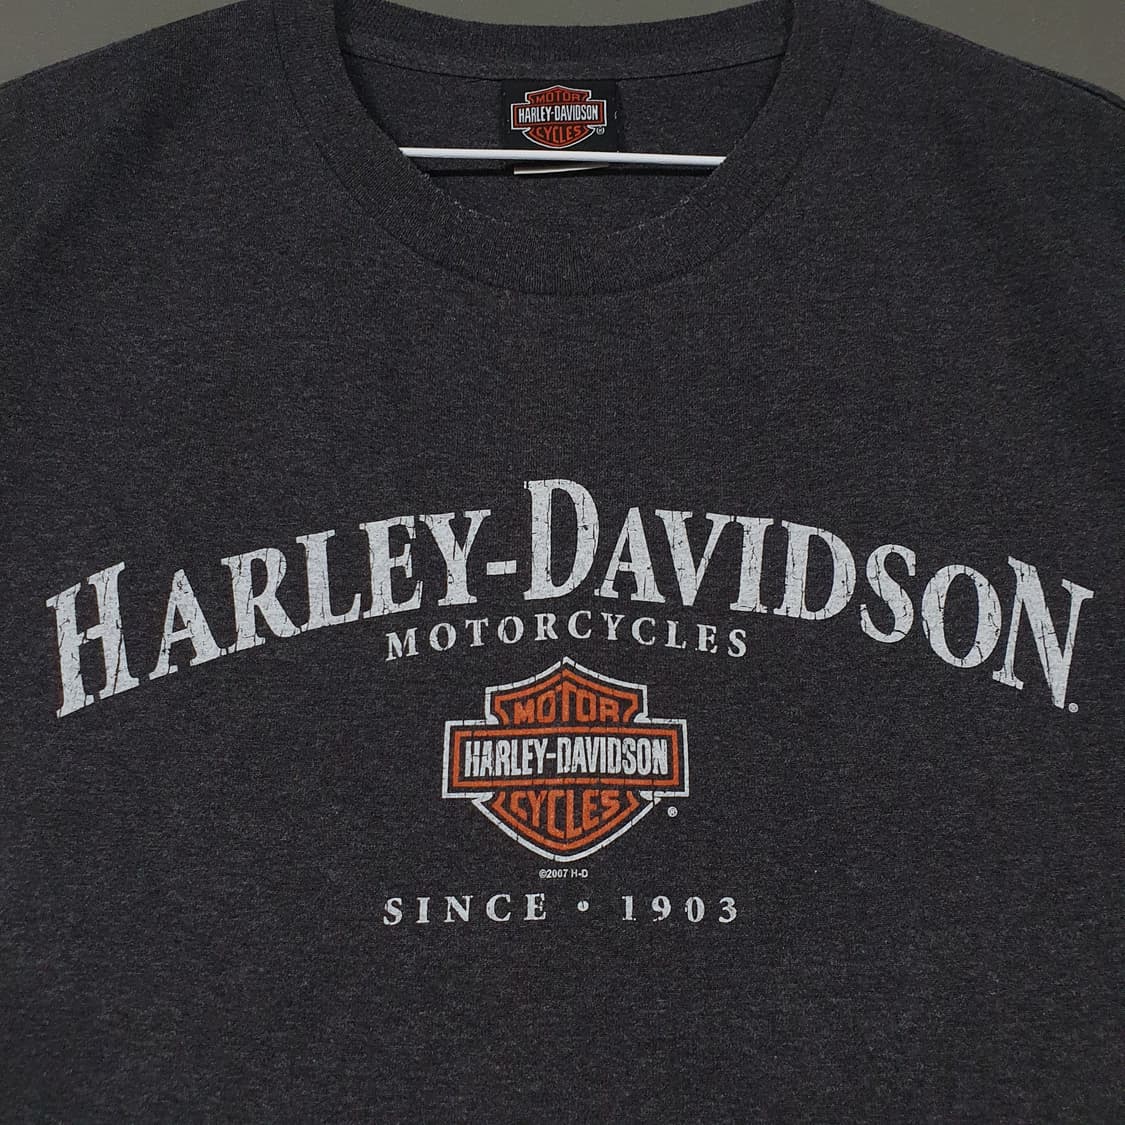 MOTOR
HARLEY-DAVIDSON
CYCLES ®
HARLEY-DAVIDSON®
MOTORCYCLES
MOTOR
HARLEY-DAVIDSON
CYCLES ®
©2007 H-D
SINCE • 1903